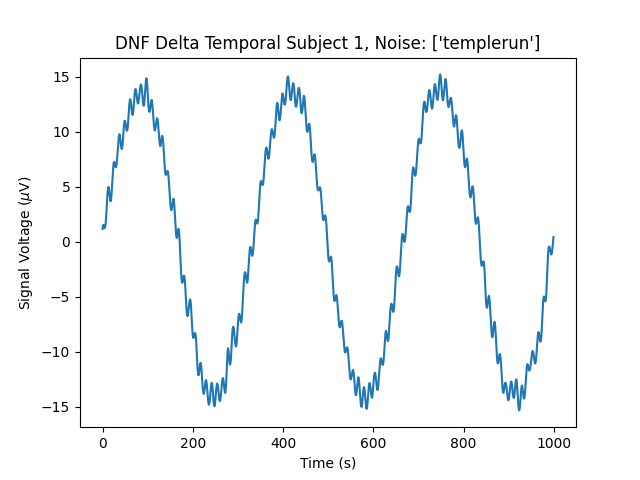 DNF Delta Temporal Subject 1, Noise: ['templerun']
15
10
5
0
−5
−10
−15
Signal Voltage (μV)
0 200 400 600 800 1000
Time (s)